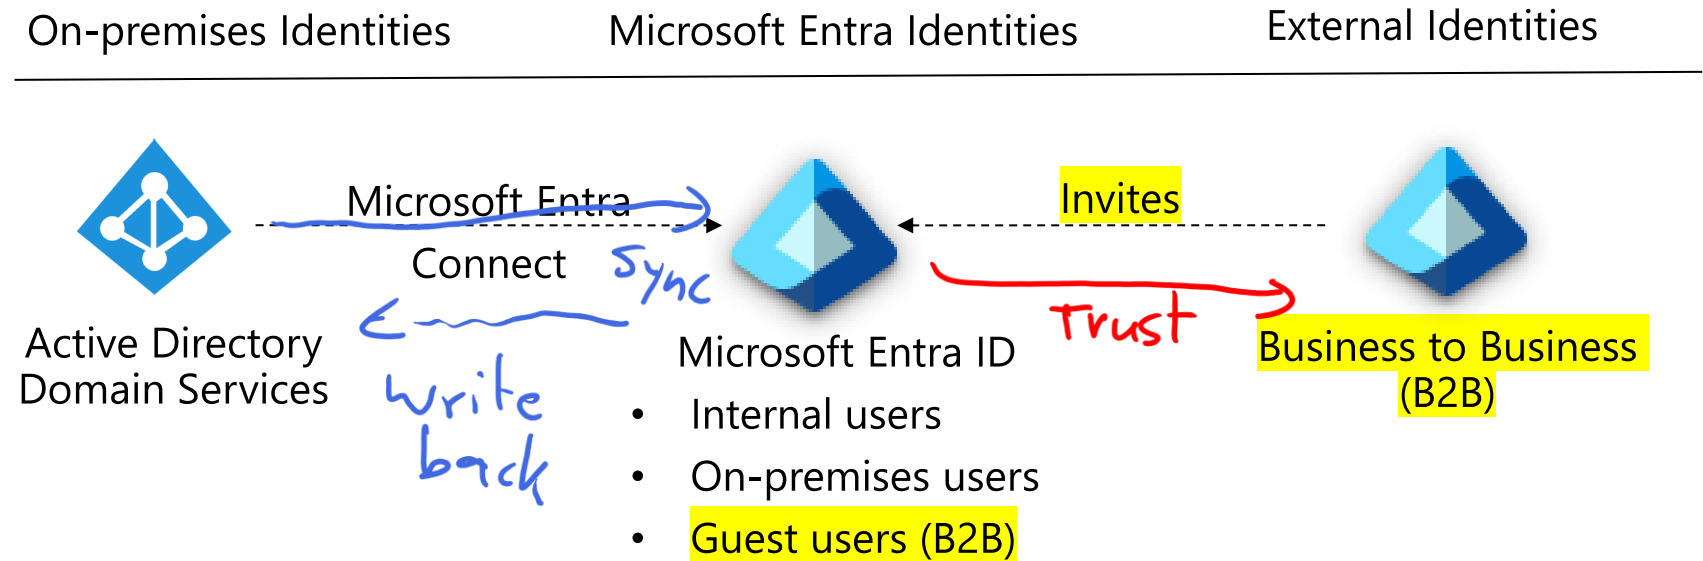 On-premises Identities
Microsoft Entra Identities
External Identities
Microsoft Entra
Connect
Sync
write
back
Invites
Trust
Active Directory
Domain Services
Microsoft Entra ID
• Internal users
• On-premises users
• Guest users (B2B)
Business to Business
(B2B)